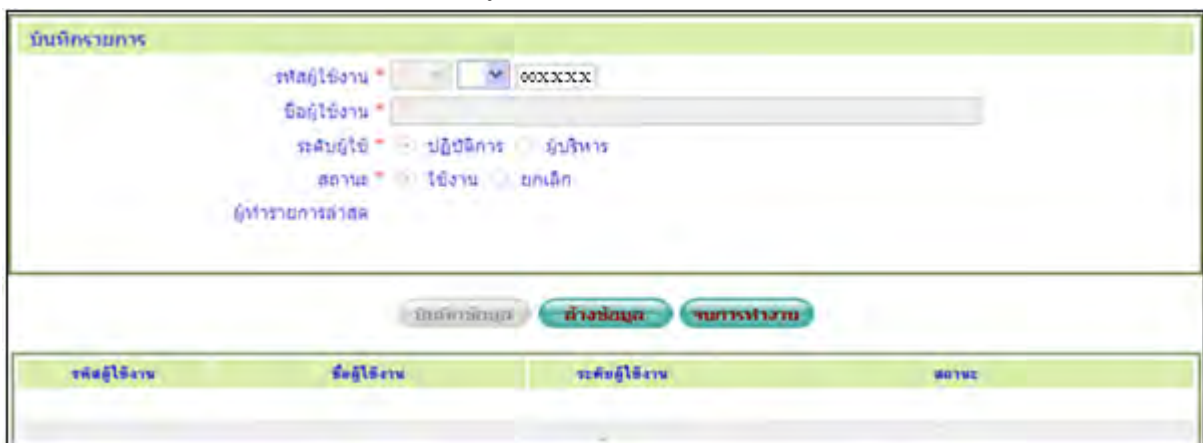 บันทึกรายการ
รหัสผู้ใช้งาน * ooxxxx
ชื่อผู้ใช้งาน *
ระดับผู้ใช้ * ปฏิบัติการ ผู้บริหาร
สถานะ * ใช้งาน ยกเลิก
ผู้ทำรายการล่าสุด
บันทึกข้อมูล ล้างข้อมูล จบการทำงาน
รหัสผู้ใช้งาน ชื่อผู้ใช้งาน ระดับผู้ใช้งาน สถานะ